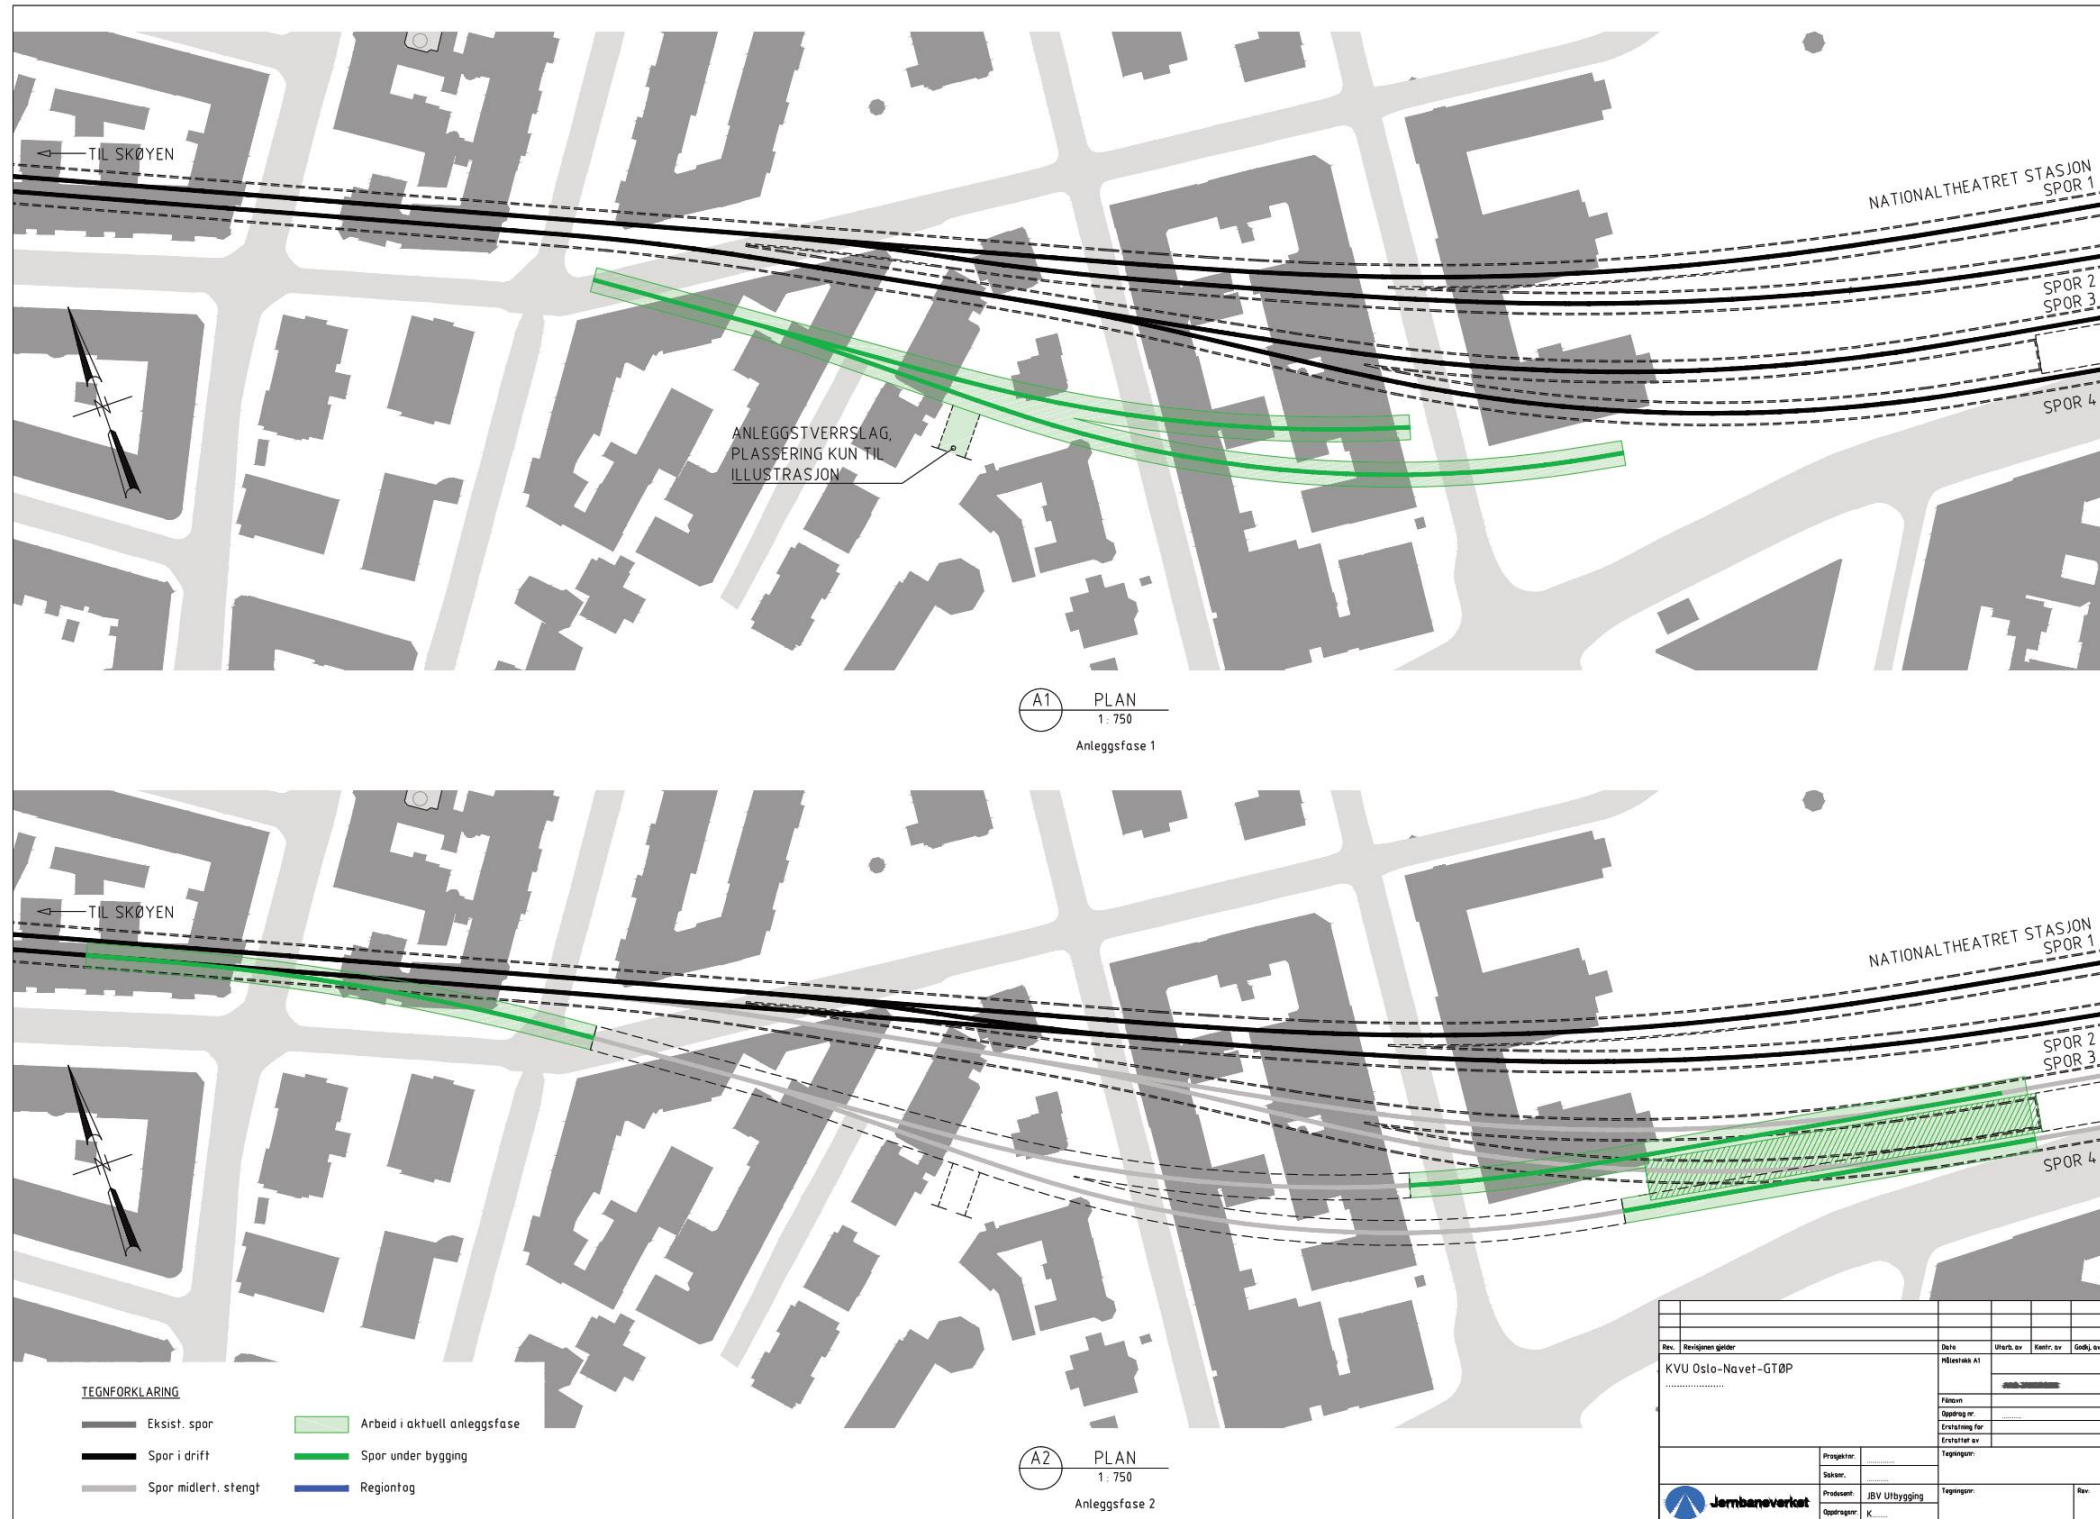 TIL SKØYEN
NATIONALTHEATRET STASJON
SPOR 1
SPOR 2
SPOR 3
SPOR 4
ANLEGGSTVERRSLAG,
PLASSERING KUN TIL
ILLUSTRASJON
A1 PLAN
1 : 750
Anleggsfase 1
TIL SKØYEN
NATIONALTHEATRET STASJON
SPOR 1
SPOR 2
SPOR 3
SPOR 4
TEGNFORKLARING
Eksist. spor
Arbeid i aktuell anleggsfase
Spor i drift
Spor under bygging
Spor midlert. stengt
Regiontog
A2 PLAN
1 : 750
Anleggsfase 2
Rev. Revisjonen gjelder Dato Utarb. av Kontr. av Godkj. av
KVU Oslo-Navet-GTØP
Målestokk A1
Filnavn
Oppdrag nr.
Erstatning for
Erstattet av
Prosjektnr.
Tegningsnr:
Saksnr.
Jernbaneverket
Produsent: JBV Utbygging
Tegningsnr:
Rev:
Oppdragsnr: K......